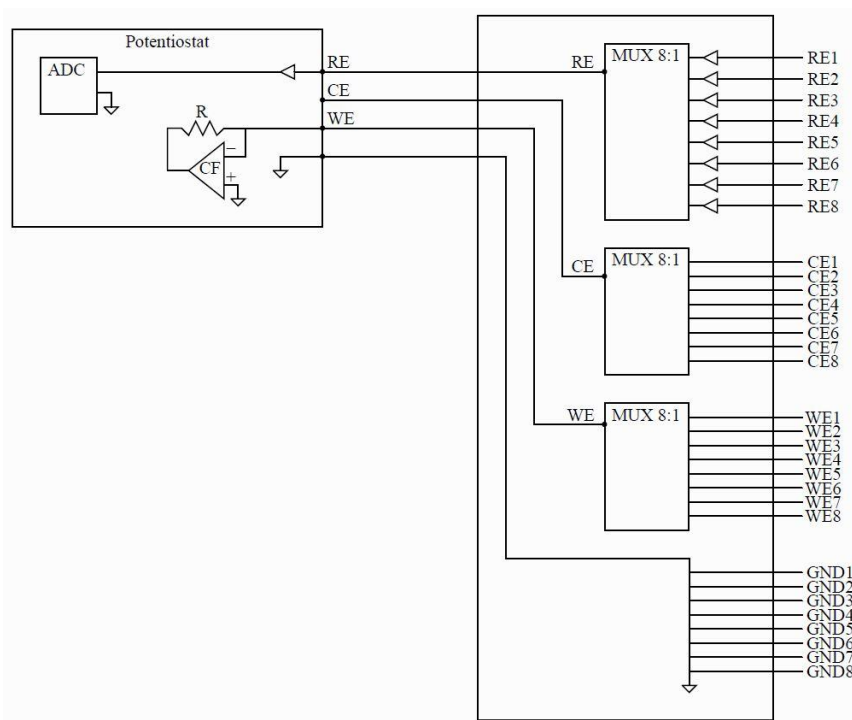 Potentiostat
ADC
R
CF
−
+
RE
CE
WE
RE
MUX 8:1
RE1
RE2
RE3
RE4
RE5
RE6
RE7
RE8
CE
MUX 8:1
CE1
CE2
CE3
CE4
CE5
CE6
CE7
CE8
WE
MUX 8:1
WE1
WE2
WE3
WE4
WE5
WE6
WE7
WE8
GND1
GND2
GND3
GND4
GND5
GND6
GND7
GND8